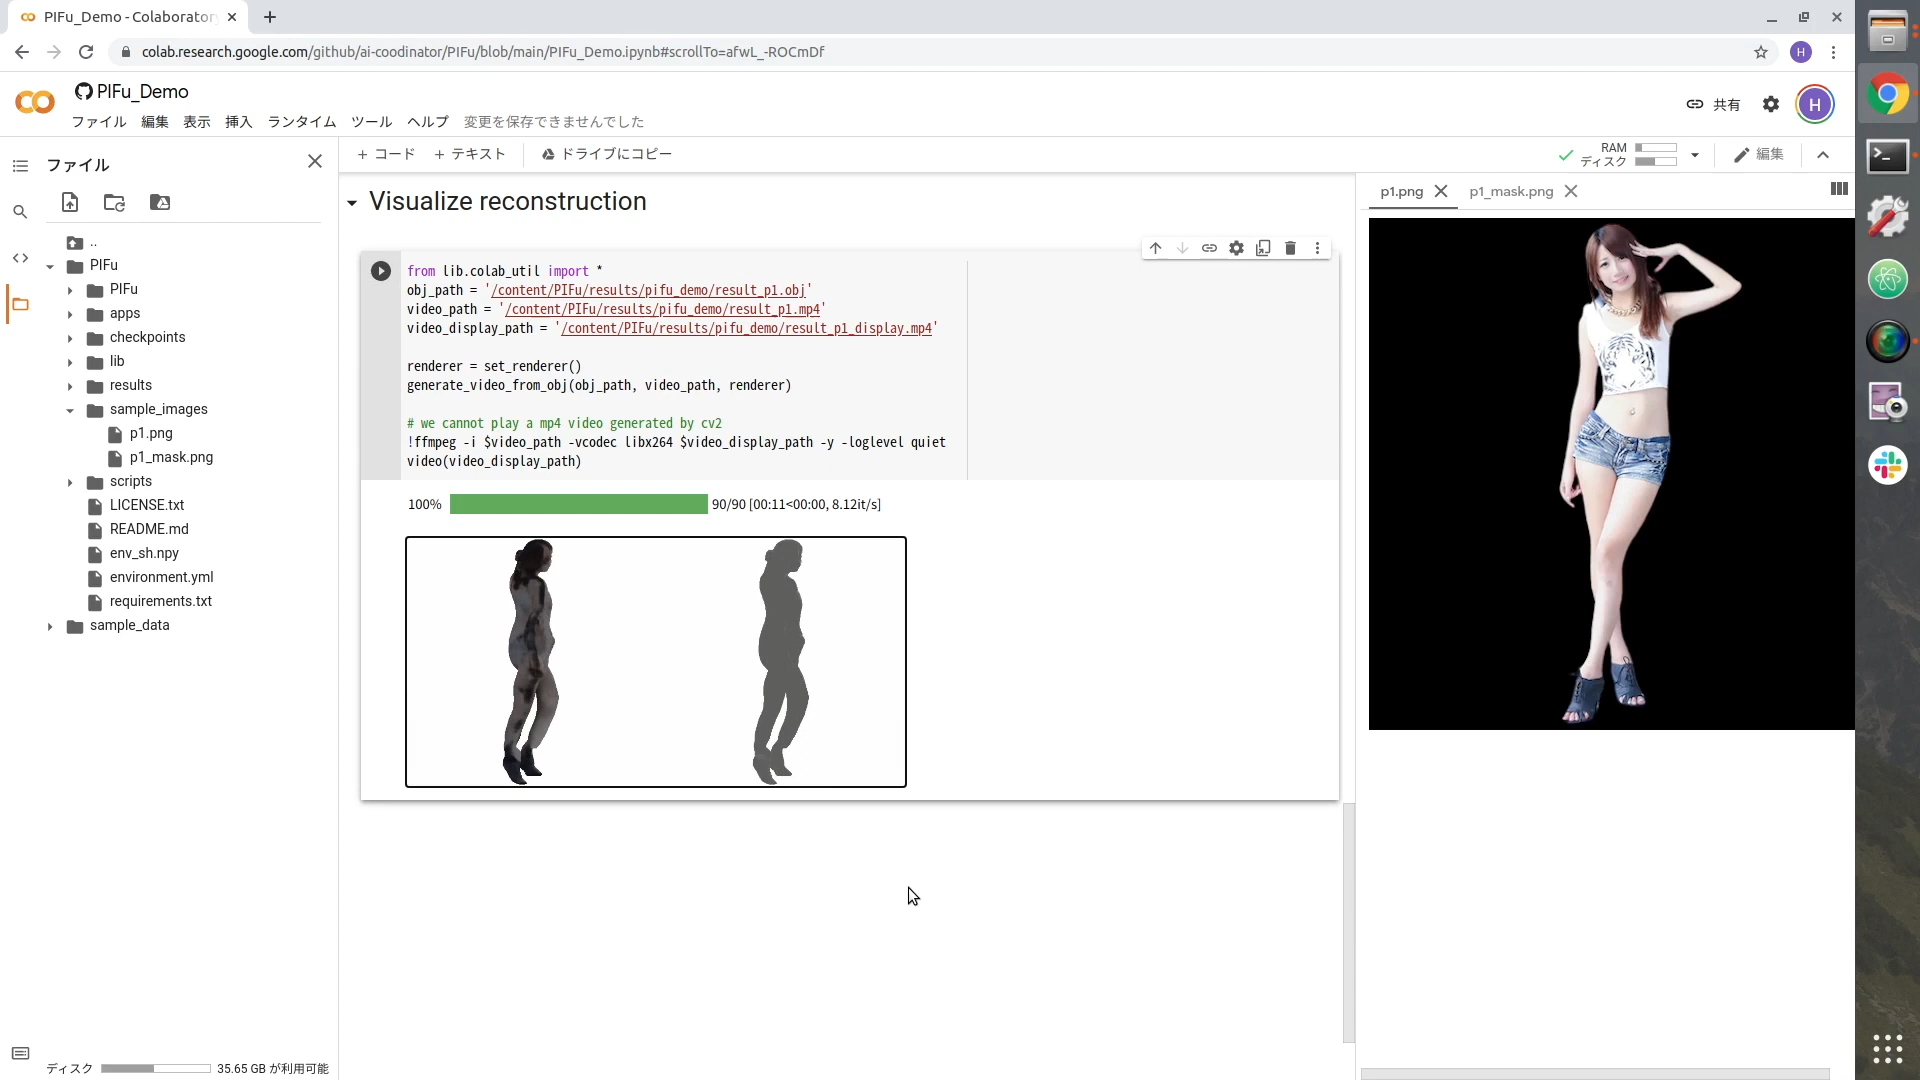 PIFu_Demo - Colaborator
colab.research.google.com/github/ai-coodinator/PIFu/blob/main/PIFu_Demo.ipynb#scrollTo=afwL_-ROCmDf
H
PIFu_Demo
ファイル 編集 表示 挿入 ランタイム ツール ヘルプ 変更を保存できませんでした
共有
H
ファイル
+ コード + テキスト ドライブにコピー
RAM
ディスク
編集
..
PIFu
PIFu
apps
checkpoints
lib
results
sample_images
p1.png
p1_mask.png
scripts
LICENSE.txt
README.md
env_sh.npy
environment.yml
requirements.txt
sample_data
ディスク 35.65 GB が利用可能
Visualize reconstruction
from lib.colab_util import *
obj_path = '/content/PIFu/results/pifu_demo/result_p1.obj'
video_path = '/content/PIFu/results/pifu_demo/result_p1.mp4'
video_display_path = '/content/PIFu/results/pifu_demo/result_p1_display.mp4'
renderer = set_renderer()
generate_video_from_obj(obj_path, video_path, renderer)
# we cannot play a mp4 video generated by cv2
!ffmpeg -i $video_path -vcodec libx264 $video_display_path -y -loglevel quiet
video(video_display_path)
100% 90/90 [00:11<00:00, 8.12it/s]
p1.png p1_mask.png